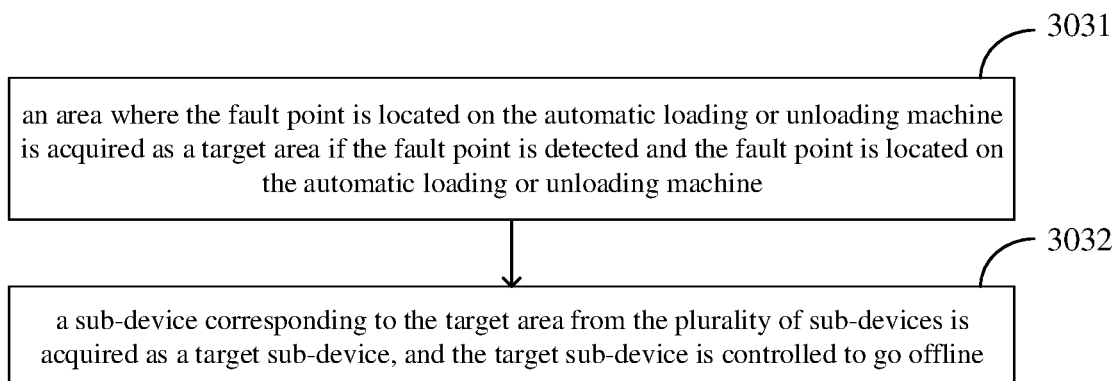 3031
an area where the fault point is located on the automatic loading or unloading machine
is acquired as a target area if the fault point is detected and the fault point is located on
the automatic loading or unloading machine
3032
a sub-device corresponding to the target area from the plurality of sub-devices is
acquired as a target sub-device, and the target sub-device is controlled to go offline